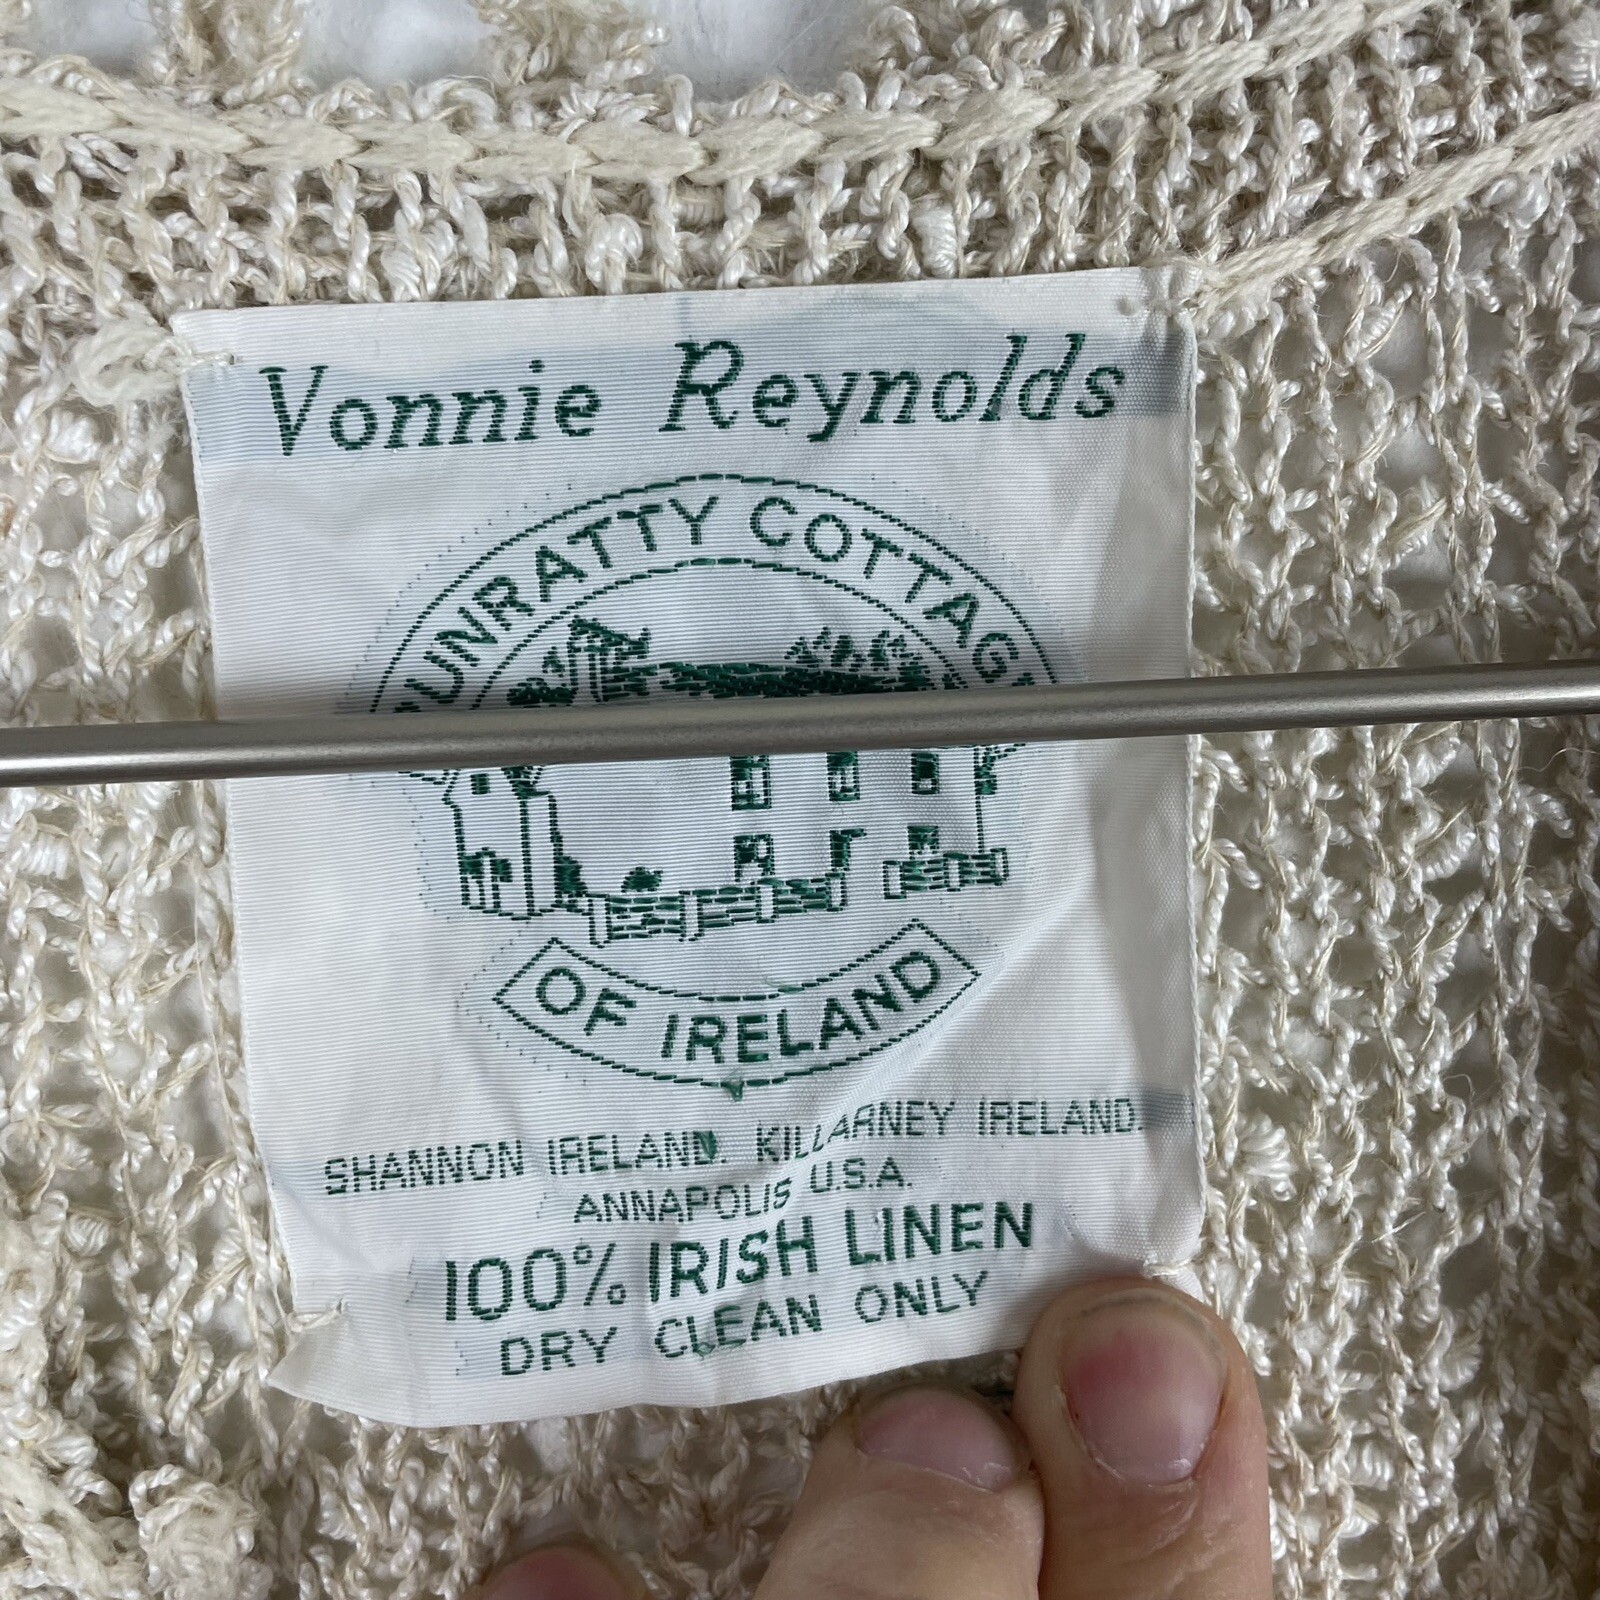 Vonnie Reynolds
UNRATTY COTTAG
OF IRELAND
SHANNON IRELAND. KILLARNEY IRELAND.
ANNAPOLIS U.S.A.
100% IRISH LINEN
DRY CLEAN ONLY